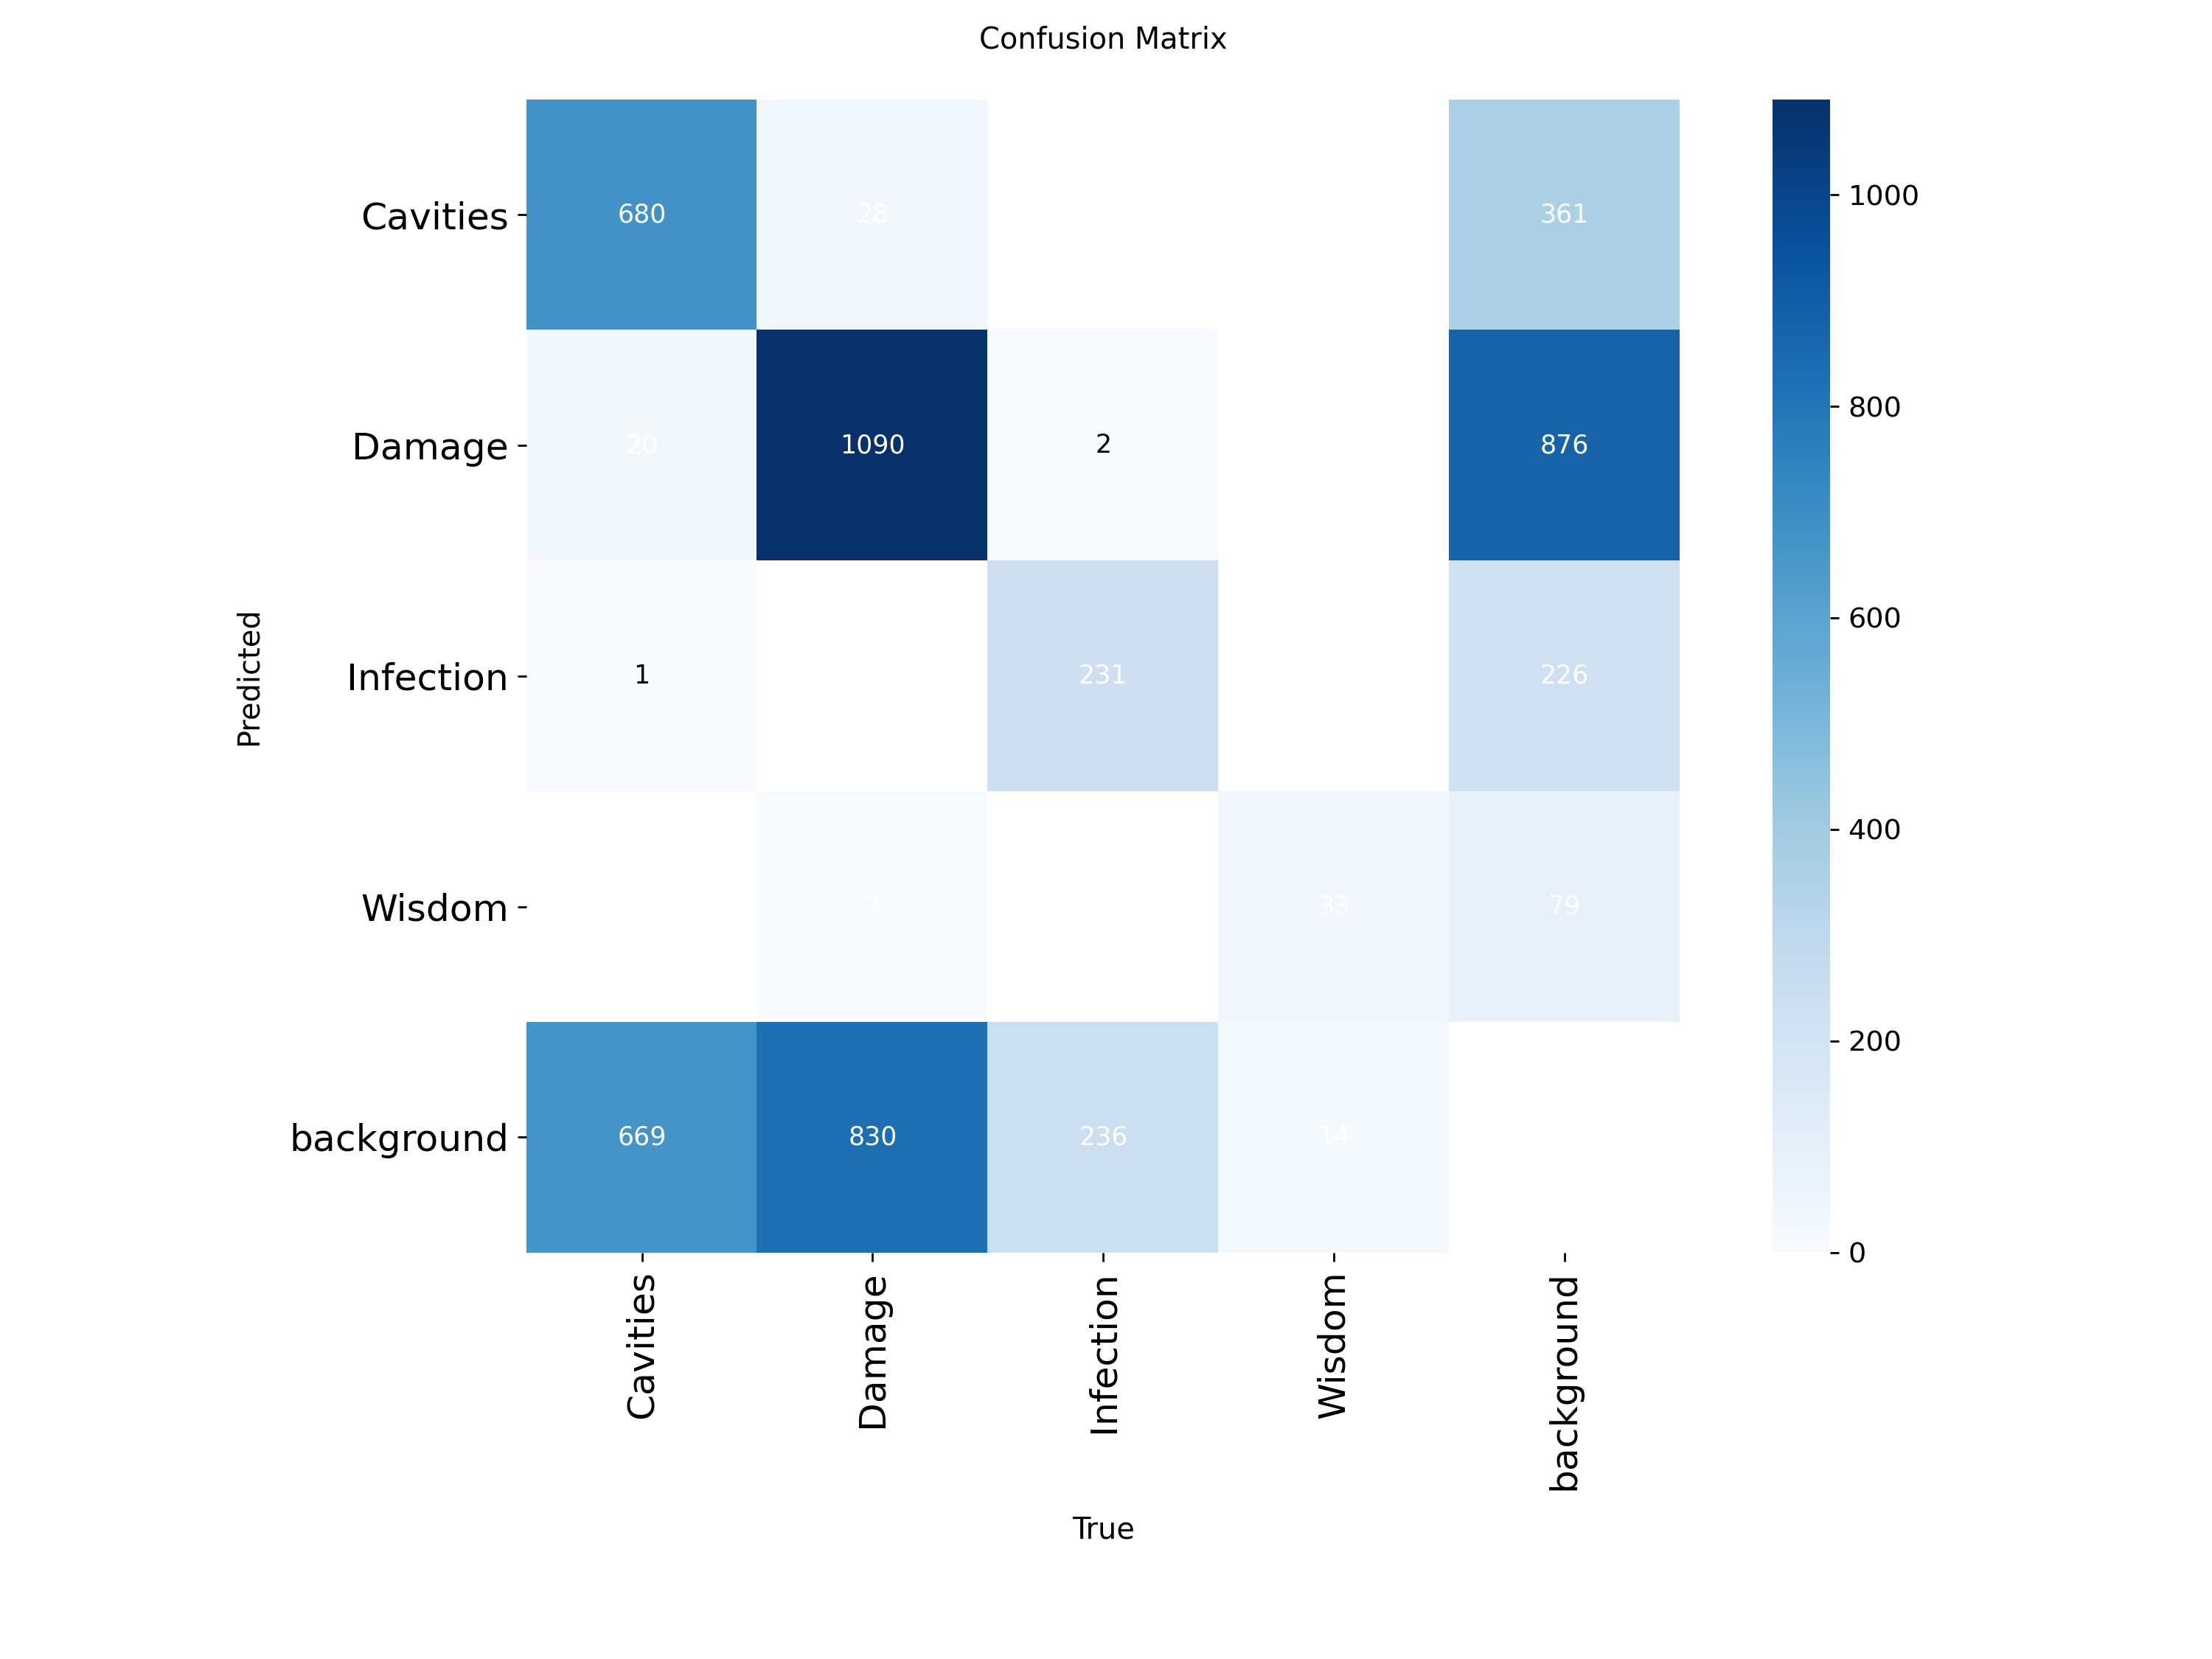 Confusion Matrix
Cavities 680 28 361
Damage 20 1090 2 876
Infection 1 231 226
Wisdom 3 33 79
background 669 830 236 14
Predicted
Cavities Damage Infection Wisdom background
True
1000
800
600
400
200
0